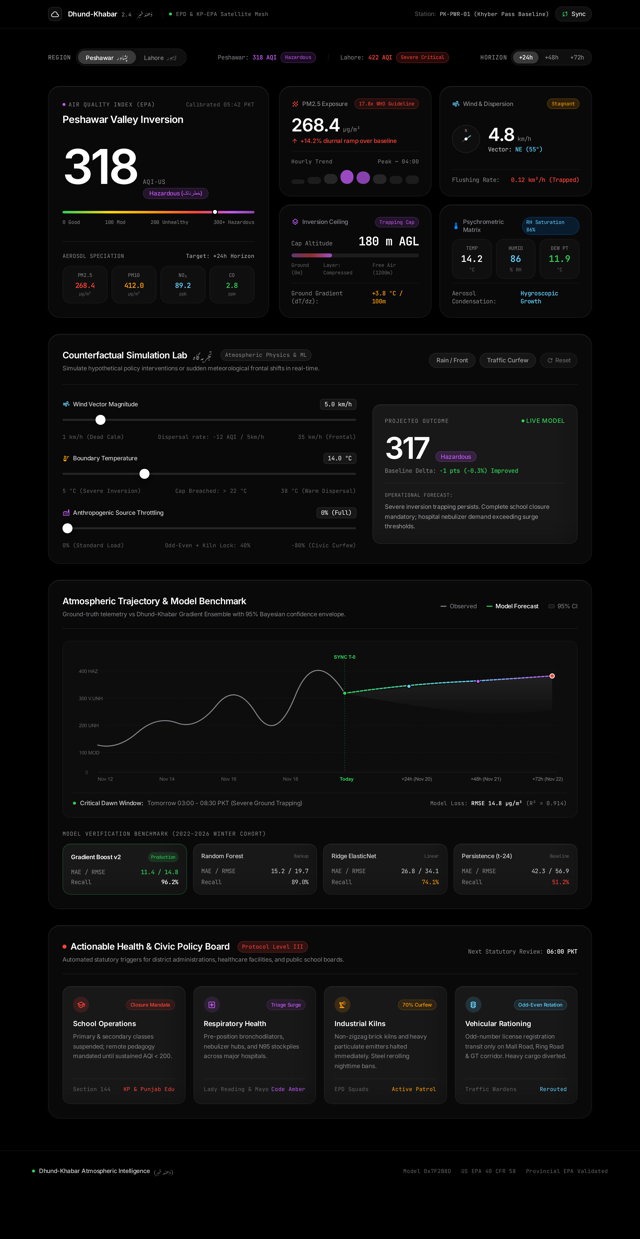 Dhund-Khabar 2.4 دُھند خبر
EPD & KP-EPA Satellite Mesh
Station: PK-PWR-01 (Khyber Pass Baseline)
Sync
REGION
Peshawar پشاور
Lahore لاہور
Peshawar: 318 AQI Hazardous
Lahore: 422 AQI Severe Critical
HORIZON
+24h +48h +72h
AIR QUALITY INDEX (EPA)
Calibrated 05:42 PKT
Peshawar Valley Inversion
318
AQI-US
Hazardous (خطرناک)
0 Good
100 Mod
200 Unhealthy
300+ Hazardous
AEROSOL SPECIATION
Target: +24h Horizon
PM2.5
268.4
µg/m³
PM10
412.0
µg/m³
NO₂
89.2
ppb
CO
2.8
ppm
PM2.5 Exposure
17.8x WHO Guideline
268.4 µg/m³
+14.2% diurnal ramp over baseline
Hourly Trend
Peak ~ 04:00
Wind & Dispersion
Stagnant
N
4.8 km/h
Vector: NE (55°)
Flushing Rate:
0.12 km³/h (Trapped)
Inversion Ceiling
Trapping Cap
Cap Altitude
180 m AGL
Ground (0m)
Layer: Compressed
Free Air (1200m)
Ground Gradient (dT/dz):
+3.8 °C / 100m
Psychrometric Matrix
RH Saturation 86%
TEMP
14.2
°C
HUMID
86
% RH
DEW PT
11.9
°C
Aerosol Condensation:
Hygroscopic Growth
Counterfactual Simulation Lab تجربہ گاہ
Atmospheric Physics & ML
Simulate hypothetical policy interventions or sudden meteorological frontal shifts in real-time.
Rain / Front
Traffic Curfew
Reset
Wind Vector Magnitude
5.0 km/h
1 km/h (Dead Calm)
Dispersal rate: -12 AQI / 5km/h
35 km/h (Frontal)
Boundary Temperature
14.0 °C
5 °C (Severe Inversion)
Cap Breached: > 22 °C
38 °C (Warm Dispersal)
Anthropogenic Source Throttling
0% (Full)
0% (Standard Load)
Odd-Even + Kiln Lock: 40%
-80% (Civic Curfew)
PROJECTED OUTCOME
LIVE MODEL
317
Hazardous
Baseline Delta: -1 pts (-0.3%) Improved
OPERATIONAL FORECAST:
Severe inversion trapping persists. Complete school closure mandatory; hospital nebulizer demand exceeding surge thresholds.
Atmospheric Trajectory & Model Benchmark
Ground-truth telemetry vs Dhund-Khabar Gradient Ensemble with 95% Bayesian confidence envelope.
Observed
Model Forecast
95% CI
SYNC T-0
400 HAZ
300 V.UNH
200 UNH
100 MOD
0
Nov 12
Nov 14
Nov 16
Nov 18
Today
+24h (Nov 20)
+48h (Nov 21)
+72h (Nov 22)
Critical Dawn Window: Tomorrow 03:00 - 08:30 PKT (Severe Ground Trapping)
Model Loss: RMSE 14.8 µg/m³ (R² = 0.914)
MODEL VERIFICATION BENCHMARK (2022-2026 WINTER COHORT)
Gradient Boost v2
Production
MAE / RMSE
11.4 / 14.8
Recall
96.2%
Random Forest
MAE / RMSE
15.2 / 19.7
Recall
89.0%
Ridge ElasticNet
Linear
MAE / RMSE
26.8 / 34.1
Recall
74.1%
Persistence (t-24)
Baseline
MAE / RMSE
42.3 / 56.9
Recall
51.2%
Actionable Health & Civic Policy Board
Protocol Level III
Automated statutory triggers for district administrations, healthcare facilities, and public school boards.
Next Statutory Review: 06:00 PKT
Closure Mandate
School Operations
Primary & secondary classes
suspended; remote pedagogy
mandated until sustained AQI < 200.
Section 144
KP & Punjab Edu
Triage Surge
Respiratory Health
Pre-position bronchodilators,
nebulizer hubs, and N95 stockpiles
across major hospitals.
Lady Reading & Mayo
Code Amber
70% Curfew
Industrial Kilns
Non-zigzag brick kilns and heavy
particulate emitters halted
immediately. Steel rerolling
nighttime bans.
EPD Squads
Active Patrol
Odd-Even Rotation
Vehicular Rationing
Odd-number license registration
transit only on Mall Road, Ring Road
& GT corridor. Heavy cargo diverted.
Traffic Wardens
Rerouted
Dhund-Khabar Atmospheric Intelligence (دُھند خبر)
Model 0x7F28ED
US EPA 40 CFR 58
Provincial EPA Validated